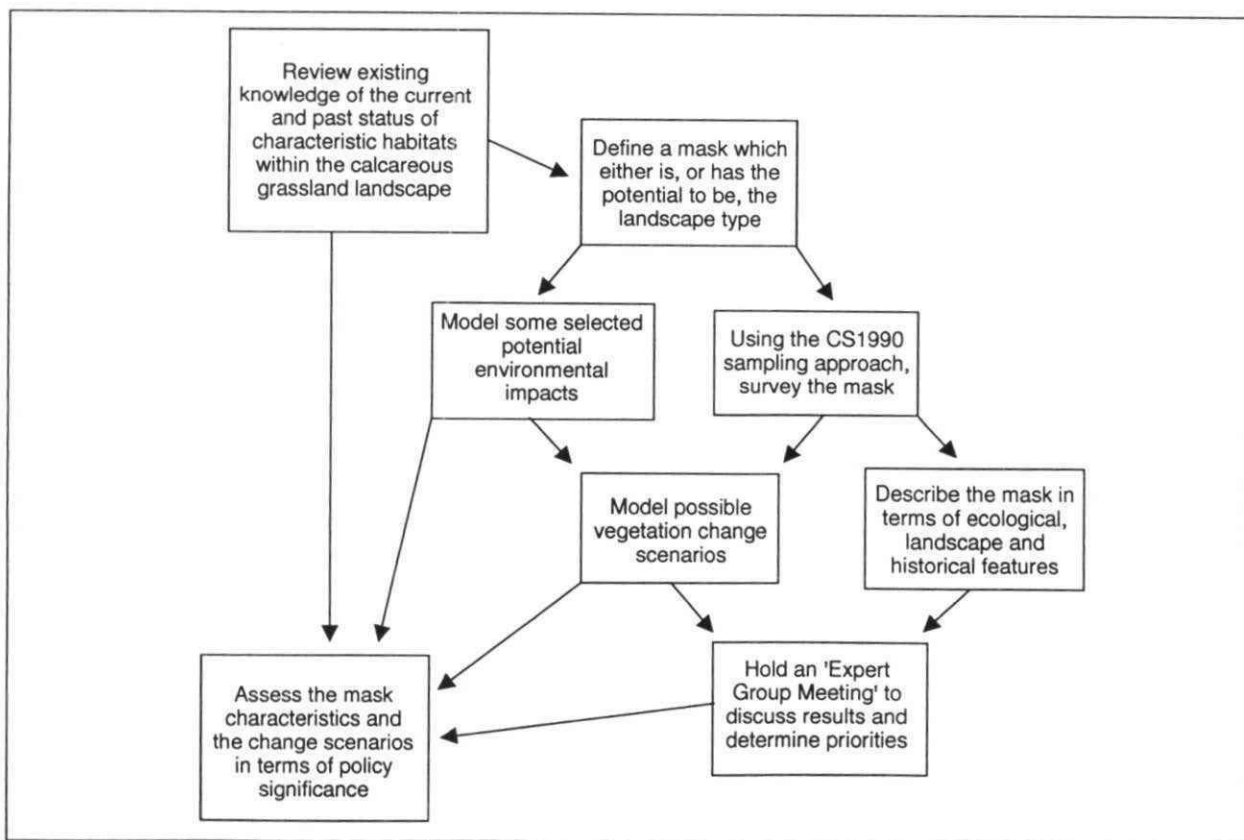 Review existing
knowledge of the current
and past status of
characteristic habitats
within the calcareous
grassland landscape
Define a mask which
either is, or has the
potential to be, the
landscape type
Model some selected
potential
environmental
impacts
Using the CS1990
sampling approach,
survey the mask
Model possible
vegetation change
scenarios
Describe the mask in
terms of ecological,
landscape and
historical features
Assess the mask
characteristics and
the change scenarios
in terms of policy
significance
Hold an 'Expert
Group Meeting' to
discuss results and
determine priorities